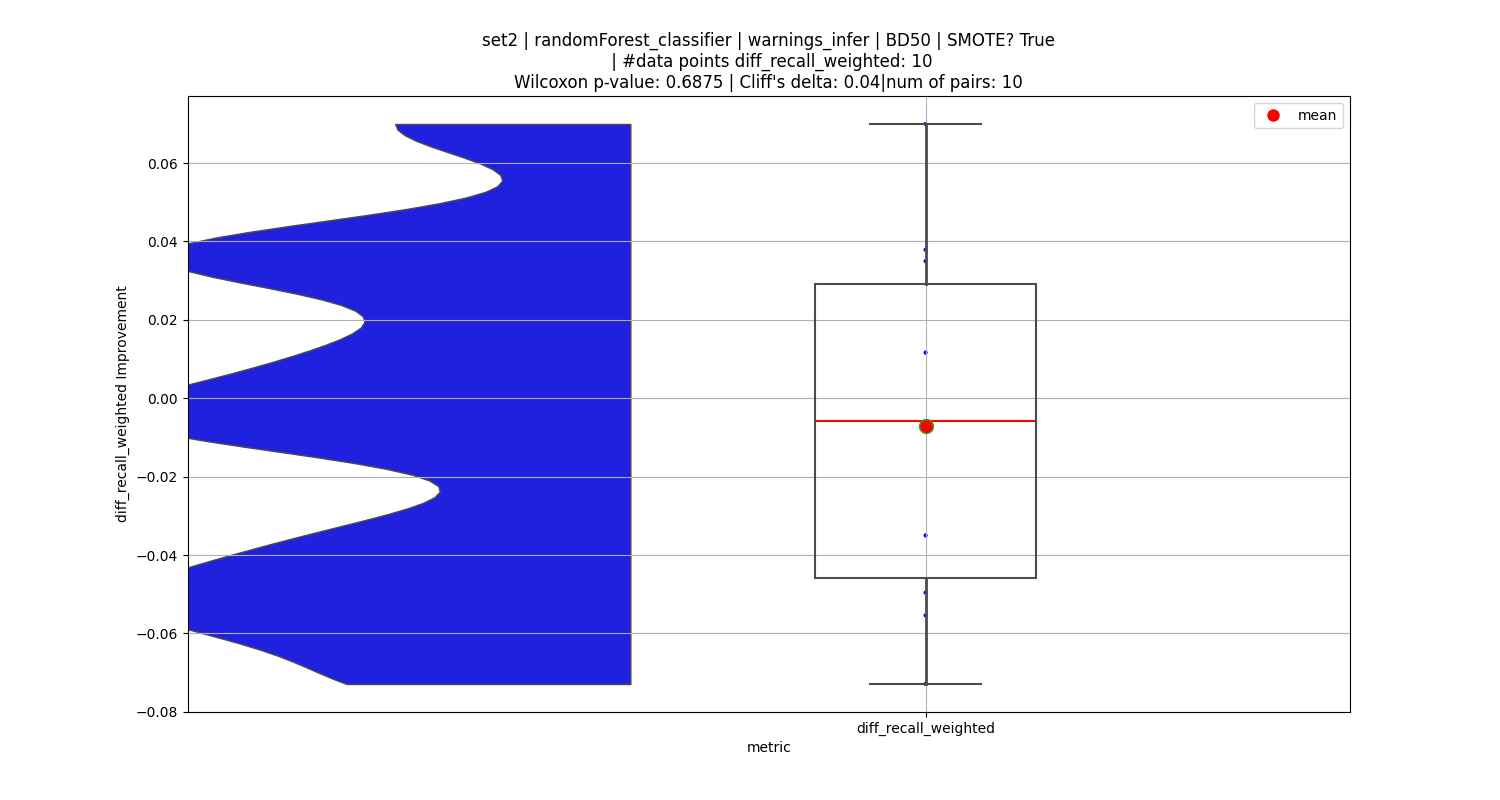 set2 | randomForest_classifier | warnings_infer | BD50 | SMOTE? True
| #data points diff_recall_weighted: 10
Wilcoxon p-value: 0.6875 | Cliff's delta: 0.04|num of pairs: 10
mean
0.06
0.04
0.02
0.00
−0.02
−0.04
−0.06
−0.08
diff_recall_weighted Improvement
diff_recall_weighted
metric